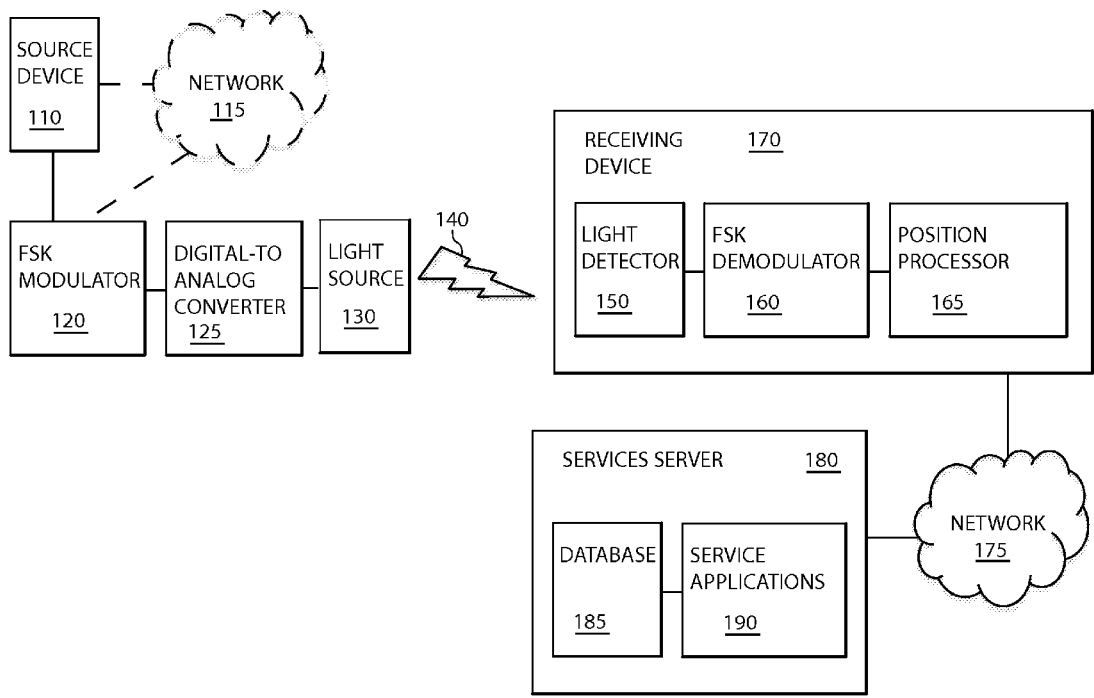 SOURCE
DEVICE
110
NETWORK
115
FSK
MODULATOR
120
DIGITAL-TO
ANALOG
CONVERTER
125
LIGHT
SOURCE
130
140
RECEIVING
DEVICE
170
LIGHT
DETECTOR
150
FSK
DEMODULATOR
160
POSITION
PROCESSOR
165
SERVICES SERVER
180
DATABASE
185
SERVICE
APPLICATIONS
190
NETWORK
175